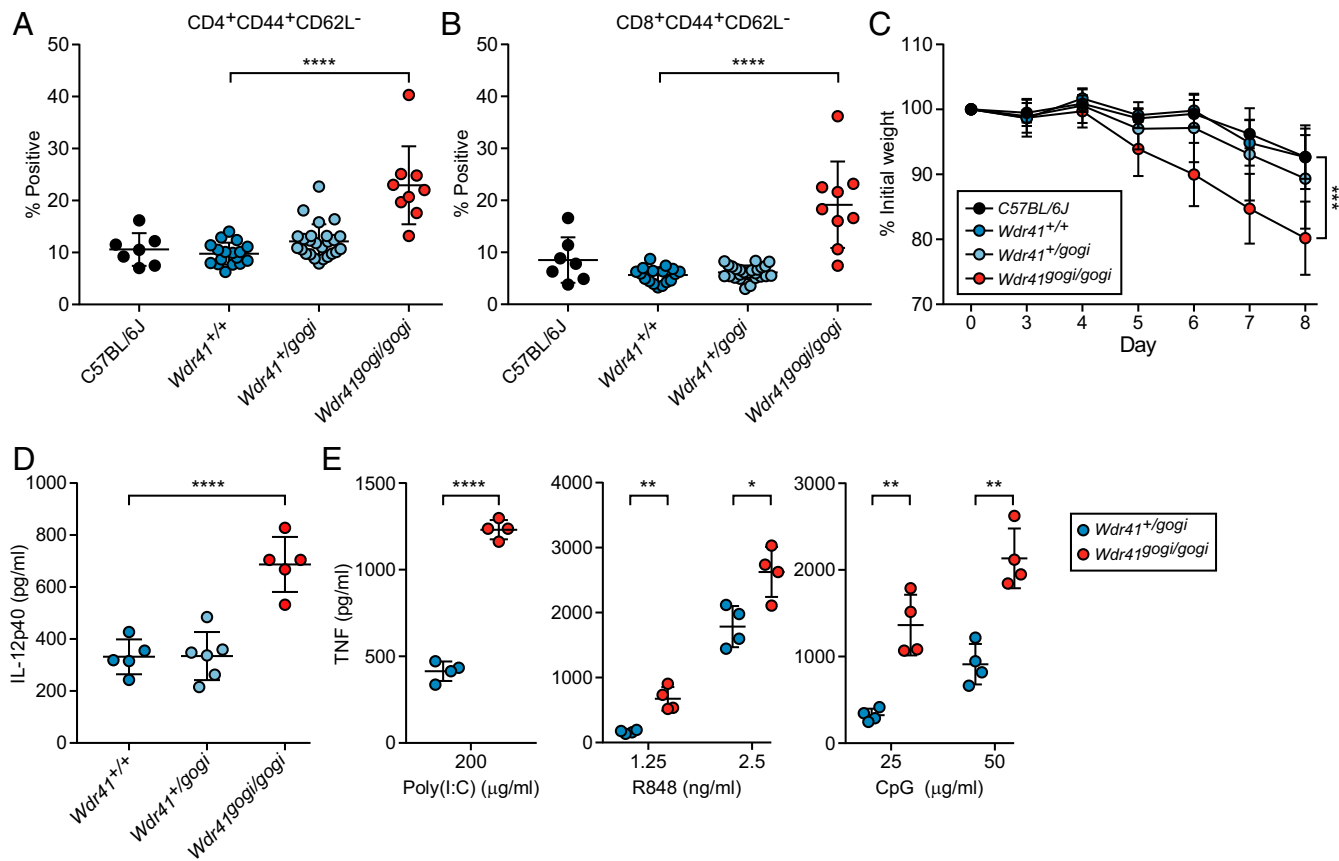 A
CD4+CD44+CD62L-
% Positive
50
40
30
20
10
0
****
C57BL/6J
Wdr41+/+
Wdr41+/gogi
Wdr41gogi/gogi
B
CD8+CD44+CD62L-
% Positive
50
40
30
20
10
0
****
C57BL/6J
Wdr41+/+
Wdr41+/gogi
Wdr41gogi/gogi
C
% Initial weight
110
100
90
80
70
C57BL/6J
Wdr41+/+
Wdr41+/gogi
Wdr41gogi/gogi
***
0 3 4 5 6 7 8
Day
D
IL-12p40 (pg/ml)
1000
800
600
400
200
0
****
Wdr41+/+
Wdr41+/gogi
Wdr41gogi/gogi
E
TNF (pg/ml)
1500
1000
500
0
****
200
Poly(I:C) (μg/ml)
4000
3000
2000
1000
0
** *
1.25 2.5
R848 (ng/ml)
3000
2000
1000
0
** **
25 50
CpG (μg/ml)
Wdr41+/gogi
Wdr41gogi/gogi